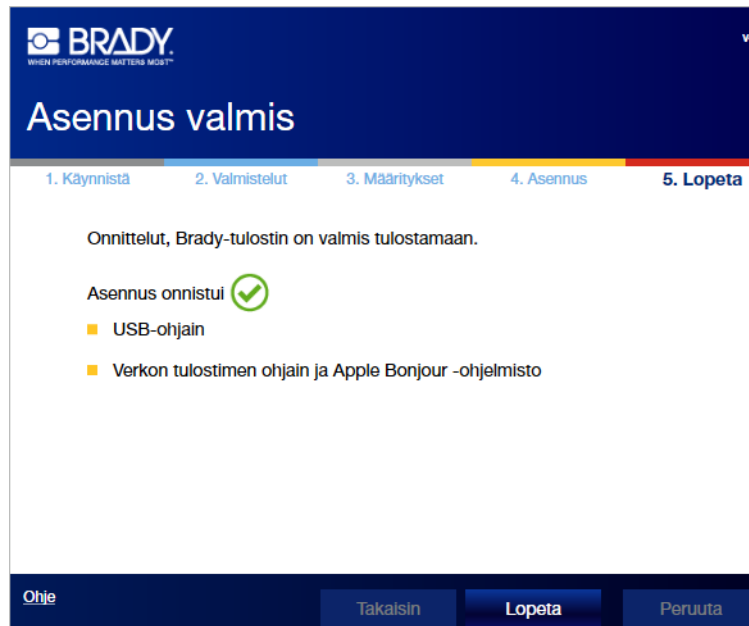 BRADY.
WHEN PERFORMANCE MATTERS MOST™
Asennus valmis
1. Käynnistä 2. Valmistelut 3. Määritykset 4. Asennus 5. Lopeta
Onnittelut, Brady-tulostin on valmis tulostamaan.
Asennus onnistui
USB-ohjain
Verkon tulostimen ohjain ja Apple Bonjour -ohjelmisto
Ohje Takaisin Lopeta Peruuta